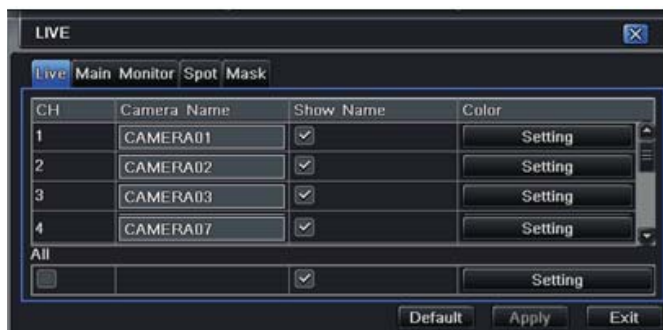 LIVE
Live Main Monitor Spot Mask
CH Camera Name Show Name Color
1 CAMERA01 Setting
2 CAMERA02 Setting
3 CAMERA03 Setting
4 CAMERA07 Setting
All
Setting
Default Apply Exit